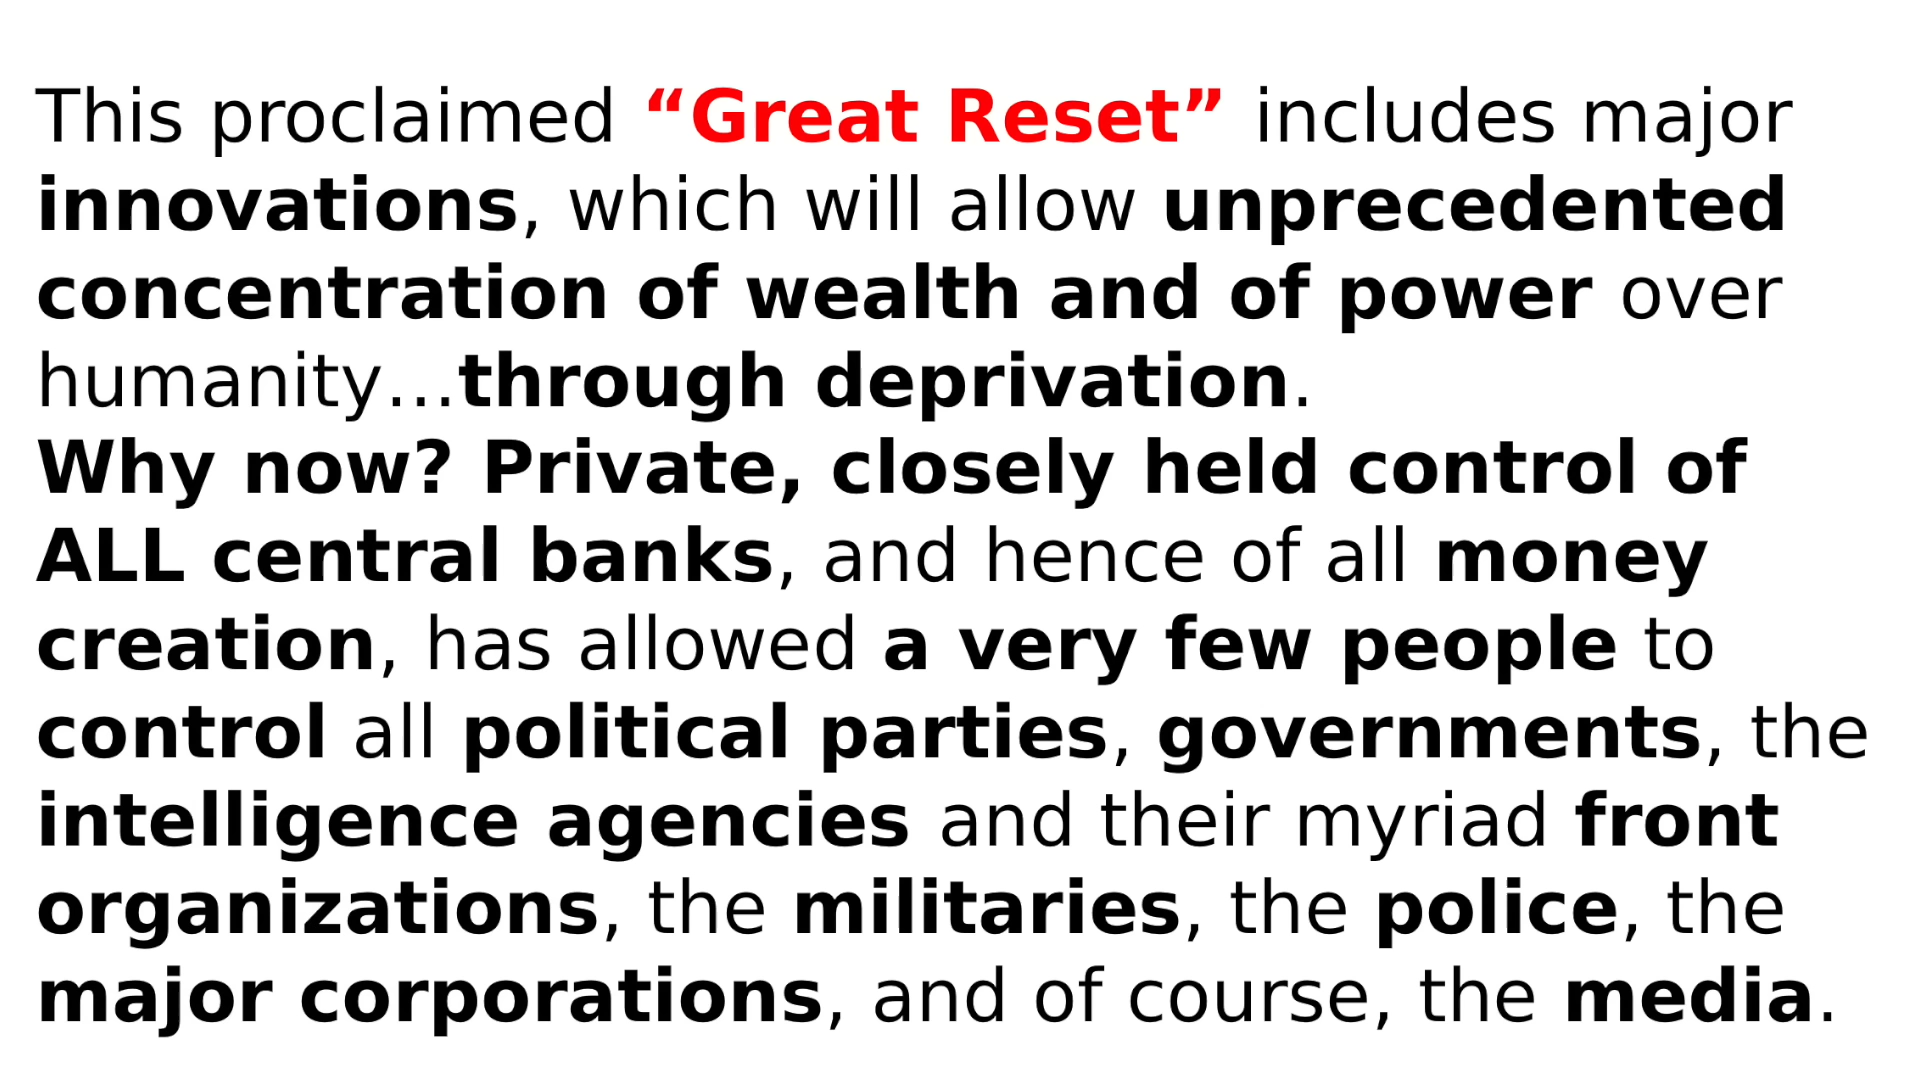 This proclaimed “Great Reset” includes major
innovations, which will allow unprecedented
concentration of wealth and of power over
humanity…through deprivation.
Why now? Private, closely held control of
ALL central banks, and hence of all money
creation, has allowed a very few people to
control all political parties, governments, the
intelligence agencies and their myriad front
organizations, the militaries, the police, the
major corporations, and of course, the media.